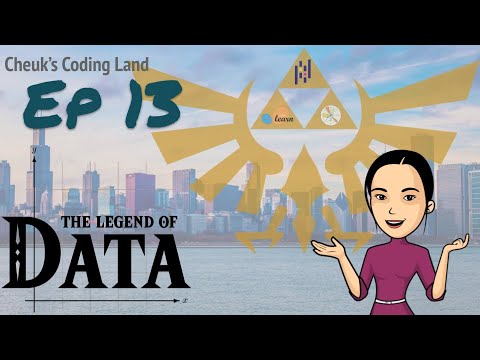 Cheuk's Coding Land
Ep 13
learn
THE LEGEND OF
DATA
y
x